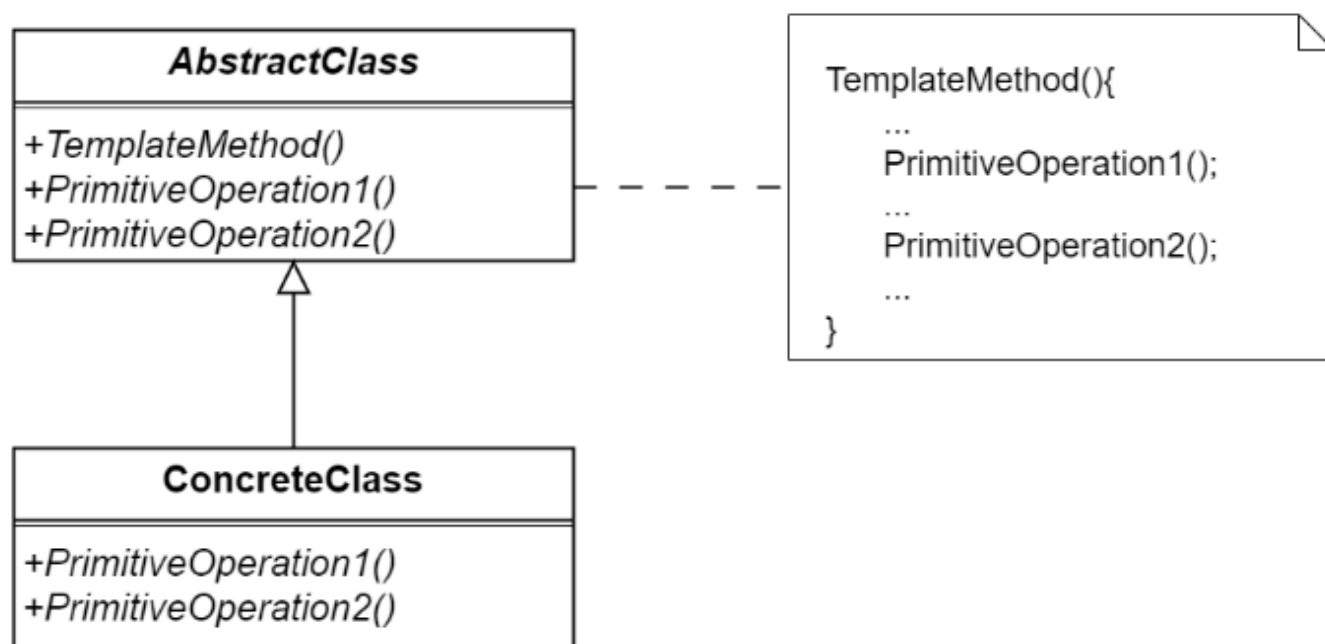 AbstractClass
+TemplateMethod()
+PrimitiveOperation1()
+PrimitiveOperation2()
TemplateMethod(){
...
PrimitiveOperation1();
...
PrimitiveOperation2();
...
}
ConcreteClass
+PrimitiveOperation1()
+PrimitiveOperation2()